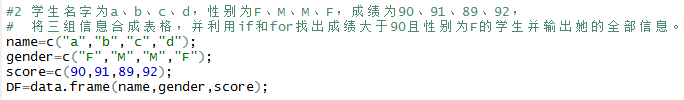 #2 学生名字为a、b、c、d，性别为F、M、M、F，成绩为90、91、89、92，
#  将三组信息合成表格，并利用if和for找出成绩大于90且性别为F的学生并输出她的全部信息。
name=c("a","b","c","d");
gender=c("F","M","M","F");
score=c(90,91,89,92);
DF=data.frame(name,gender,score);